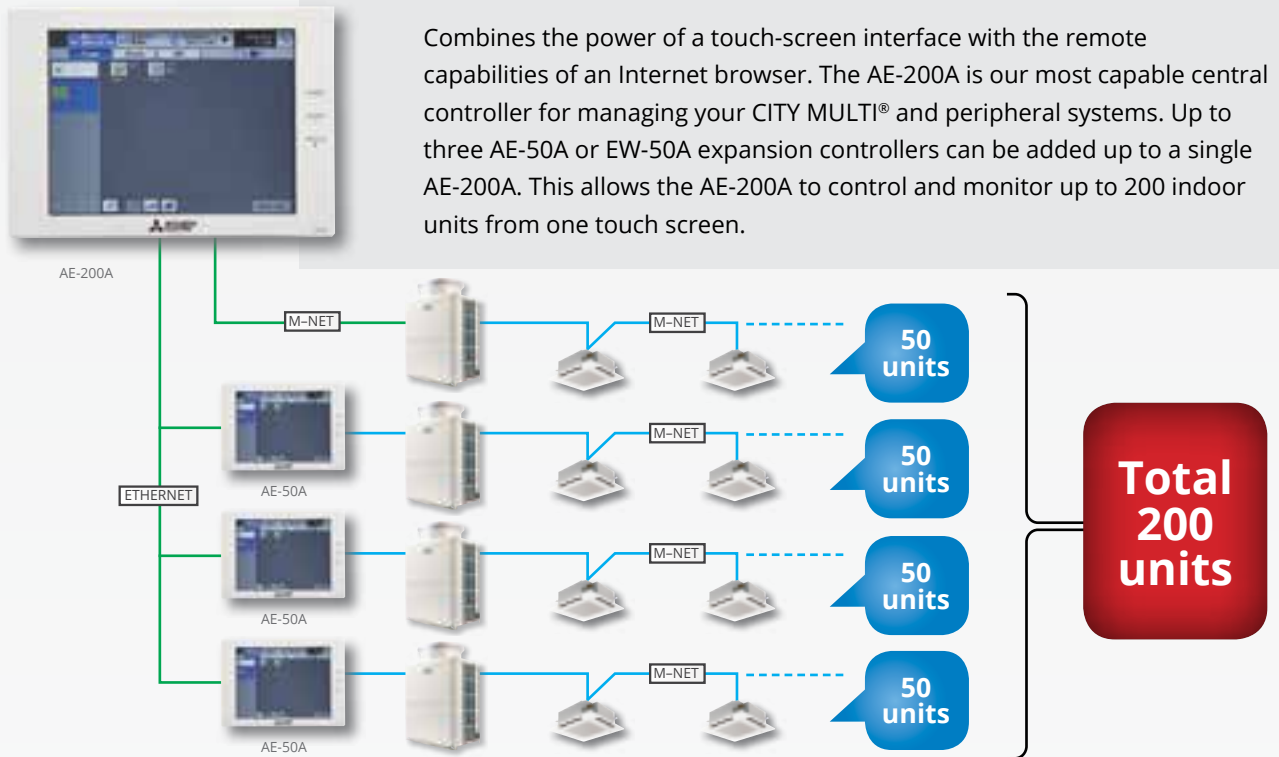 Combines the power of a touch-screen interface with the remote
capabilities of an Internet browser. The AE-200A is our most capable central
controller for managing your CITY MULTI® and peripheral systems. Up to
three AE-50A or EW-50A expansion controllers can be added up to a single
AE-200A. This allows the AE-200A to control and monitor up to 200 indoor
units from one touch screen.
AE-200A
M–NET
M–NET
50
units
AE-50A
M–NET
50
units
ETHERNET
AE-50A
M–NET
50
units
AE-50A
M–NET
50
units
Total
200
units